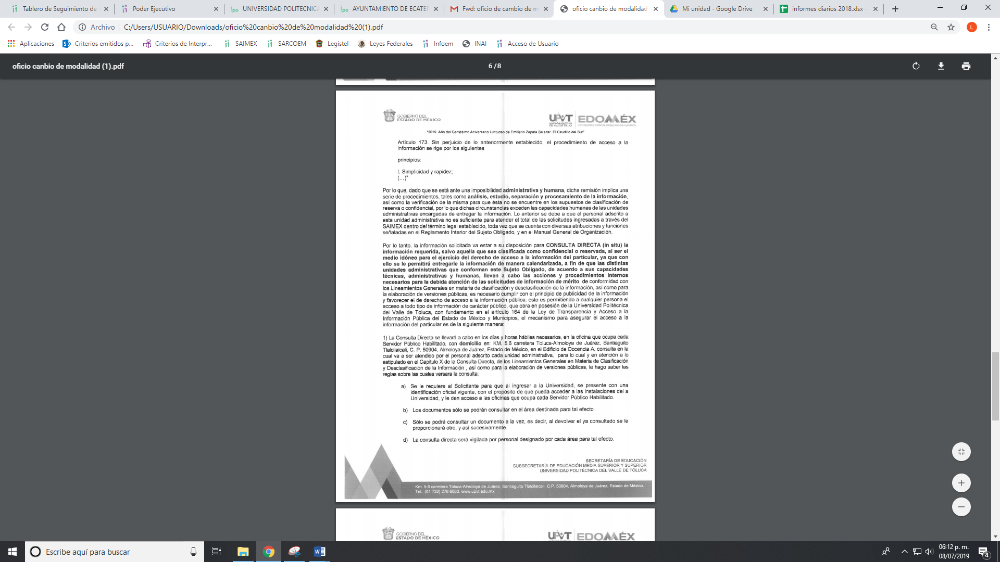 Tablero de Seguimiento de
Poder Ejecutivo
UNIVERSIDAD POLITECNICA
AYUNTAMIENTO DE ECATEP
Fwd: oficio de cambio de m
oficio canbio de modalidad
Mi unidad - Google Drive
informes diarios 2018.xlsx -
Archivo
C:/Users/USUARIO/Downloads/oficio%20canbio%20de%20modalidad%20(1).pdf
L
Aplicaciones
Criterios emitidos p...
Criterios de Interpr...
SAIMEX
SARCOEM
Legistel
Leyes Federales
Infoem
INAI
Acceso de Usuario
oficio canbio de modalidad (1).pdf
6 / 8
GOBIERNO DEL
ESTADO DE MÉXICO
UPVT
UNIVERSIDAD POLITÉCNICA
DEL VALLE DE TOLUCA
EDOMÉX
DECISIONES FIRMES, RESULTADOS FUERTES.
"2019. Año del Centésimo Aniversario Luctuoso de Emiliano Zapata Salazar. El Caudillo del Sur"
Artículo 173. Sin perjuicio de lo anteriormente establecido, el procedimiento de acceso a la
información se rige por los siguientes
principios:
I. Simplicidad y rapidez;
(...)"
Por lo que, dado que se está ante una imposibilidad administrativa y humana, dicha remisión implica una
serie de procedimientos, tales como análisis, estudio, separación y procesamiento de la información,
así como la verificación de la misma para que ésta no se encuentre en los supuestos de clasificación de
reserva o confidencial, por lo que dichas circunstancias exceden las capacidades humanas de las unidades
administrativas encargadas de entregar la información. Lo anterior se debe a que el personal adscrito a
esta unidad administrativa no es suficiente para atender el total de las solicitudes ingresadas a través del
SAIMEX dentro del término legal establecido, toda vez que se cuenta con diversas atribuciones y funciones
señaladas en el Reglamento Interior del Sujeto Obligado, y en el Manual General de Organización.
Por lo tanto, la información solicitada va estar a su disposición para CONSULTA DIRECTA (in situ) la
información requerida, salvo aquella que sea clasificada como confidencial o reservada, al ser el
medio idóneo para el ejercicio del derecho de acceso a la información del particular, ya que con
ello se le permitirá entregarle la información de manera calendarizada, a fin de que las distintas
unidades administrativas que conforman este Sujeto Obligado, de acuerdo a sus capacidades
técnicas, administrativas y humanas, lleven a cabo las acciones y procedimientos internos
necesarios para la debida atención de las solicitudes de información de mérito, de conformidad con
los Lineamientos Generales en materia de clasificación y desclasificación de la información, así como para
la elaboración de versiones públicas, es necesario cumplir con el principio de publicidad de la información
y favorecer el de derecho de acceso a la información pública, esto es permitiendo a cualquier persona el
acceso a todo tipo de información de carácter público, que obra en posesión de la Universidad Politécnica
del Valle de Toluca, con fundamento en el artículo 164 de la Ley de Transparencia y Acceso a la
Información Pública del Estado de México y Municipios, el mecanismo para asegurar el acceso a la
información del particular es de la siguiente manera:
1) La Consulta Directa se llevará a cabo en los días y horas hábiles necesarios, en la oficina que ocupa cada
Servidor Público Habilitado, con domicilio en: KM. 5.6 carretera Toluca-Almoloya de Juárez, Santiaguito
Tlalcilalcali, C. P. 50904, Almoloya de Juárez, Estado de México, en el Edificio de Docencia A, consulta en la
cual va a ser atendido por el personal adscrito cada unidad administrativa, para lo cual y en atención a lo
estipulado en el Capitulo X de la Consulta Directa, de los Lineamientos Generales en Materia de Clasificación
y Desclasificación de la Información , así como para la elaboración de versiones públicas, le hago saber las
reglas sobre las cuales versara la consulta:
a) Se le requiere al Solicitante para que al ingresar a la Universidad, se presente con una
identificación oficial vigente, con el propósito de que pueda acceder a las instalaciones del a
Universidad, y le den acceso a las oficinas que ocupa cada Servidor Público Habilitado.
b) Los documentos sólo se podrán consultar en el área destinada para tal efecto
c) Sólo se podrá consultar un documento a la vez, es decir, al devolver el ya consultado se le
proporcionará otro, y así sucesivamente.
d) La consulta directa será vigilada por personal designado por cada área para tal efecto.
SECRETARÍA DE EDUCACIÓN
SUBSECRETARÍA DE EDUCACIÓN MEDIA SUPERIOR Y SUPERIOR
UNIVERSIDAD POLITÉCNICA DEL VALLE DE TOLUCA
Km. 5.6 carretera Toluca-Almoloya de Juárez, Santiaguito Tlalcilalcali, C.P. 50904, Almoloya de Juárez, Estado de México.
Tel.: (01 722) 276 6060. www.upvt.edu.mx
GOBIERNO DEL
ESTADO DE MÉXICO
UPVT
EDOMÉX
Escribe aquí para buscar
06:12 p. m.
08/07/2019
4